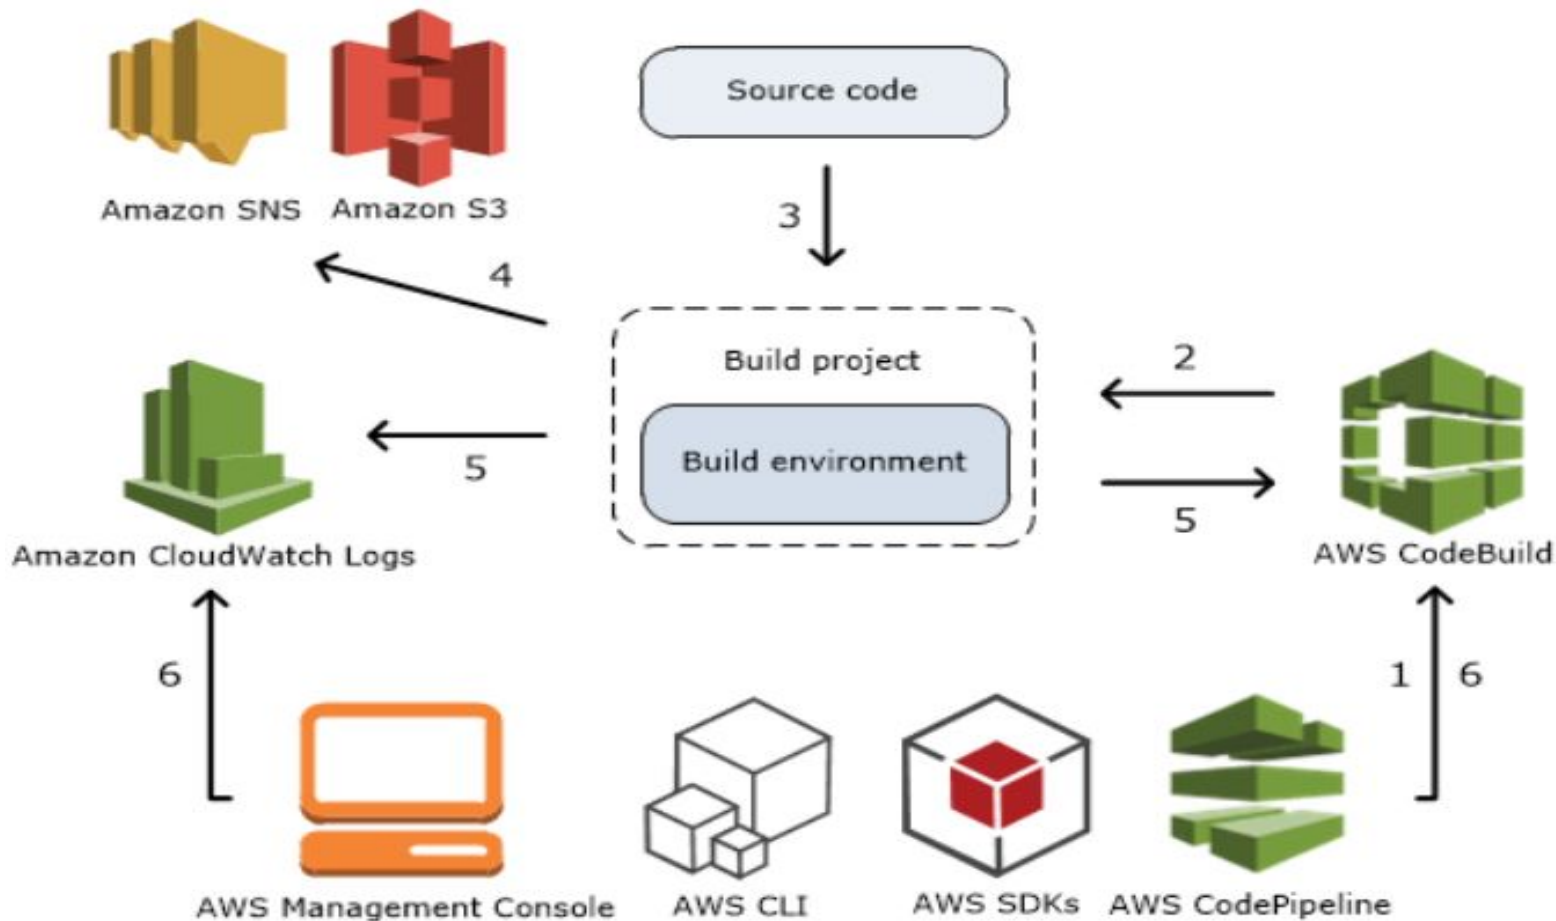 Source code
Amazon SNS
Amazon S3
3
4
Build project
2
Build environment
5
5
Amazon CloudWatch Logs
AWS CodeBuild
6
1
6
AWS Management Console
AWS CLI
AWS SDKs
AWS CodePipeline